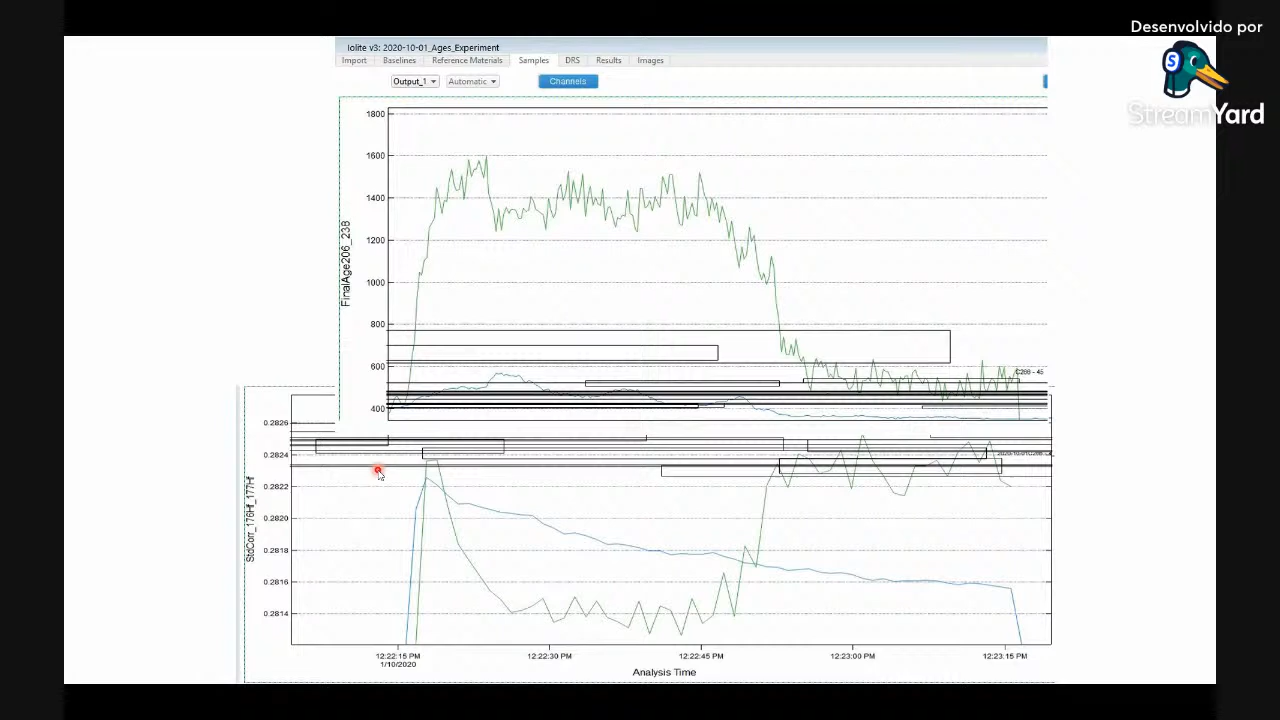 Desenvolvido por
StreamYard
Iolite v3: 2020-10-01_Ages_Experiment
Import Baselines Reference Materials Samples DRS Results Images
Output_1 Automatic Channels
FinalAge206_238
1800
1600
1400
1200
1000
800
600
400
C288 - 45
StdCorr_176Hf_177Hf
0.2826
0.2824
0.2822
0.2820
0.2818
0.2816
0.2814
12:22:15 PM 12:22:30 PM 12:22:45 PM 12:23:00 PM 12:23:15 PM
1/10/2020
Analysis Time